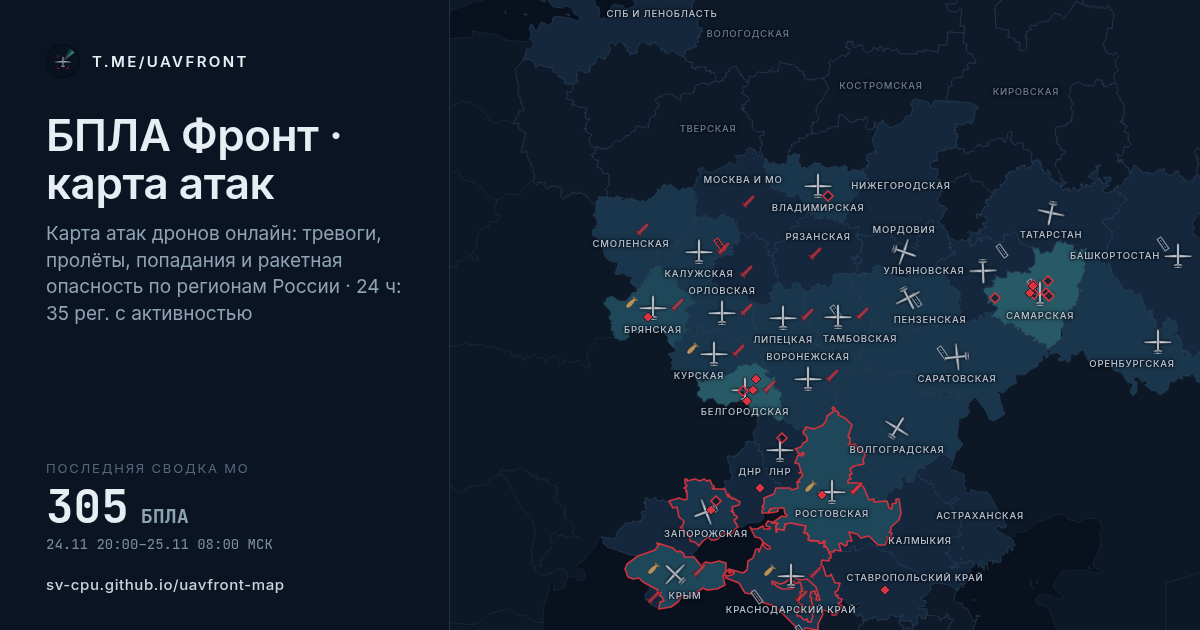 T.ME/UAVFRONT
БПЛА Фронт ·
карта атак
Карта атак дронов онлайн: тревоги,
пролёты, попадания и ракетная
опасность по регионам России · 24 ч:
35 рег. с активностью
ПОСЛЕДНЯЯ СВОДКА МО
305 БПЛА
24.11 20:00–25.11 08:00 МСК
sv-cpu.github.io/uavfront-map
СПБ И ЛЕНОБЛАСТЬ
ВОЛОГОДСКАЯ
КОСТРОМСКАЯ
КИРОВСКАЯ
ТВЕРСКАЯ
МОСКВА И МО
НИЖЕГОРОДСКАЯ
ВЛАДИМИРСКАЯ
СМОЛЕНСКАЯ
РЯЗАНСКАЯ
МОРДОВИЯ
ТАТАРСТАН
БАШКОРТОСТАН
КАЛУЖСКАЯ
УЛЬЯНОВСКАЯ
ОРЛОВСКАЯ
БРЯНСКАЯ
ПЕНЗЕНСКАЯ
САМАРСКАЯ
ЛИПЕЦКАЯ
ТАМБОВСКАЯ
ВОРОНЕЖСКАЯ
ОРЕНБУРГСКАЯ
КУРСКАЯ
САРАТОВСКАЯ
БЕЛГОРОДСКАЯ
ВОЛГОГРАДСКАЯ
ДНР
ЛНР
РОСТОВСКАЯ
АСТРАХАНСКАЯ
ЗАПОРОЖСКАЯ
КАЛМЫКИЯ
СТАВРОПОЛЬСКИЙ КРАЙ
КРЫМ
КРАСНОДАРСКИЙ КРАЙ